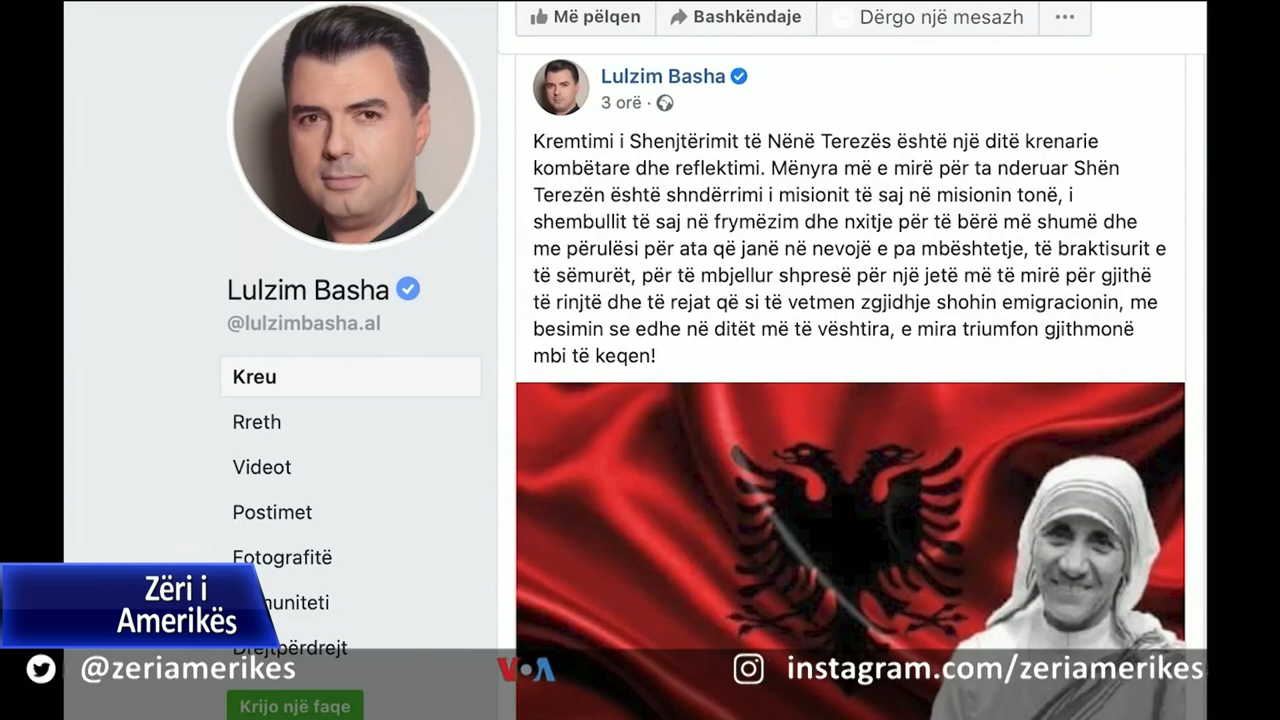 Më pëlqen
Bashkëndaje
Dërgo një mesazh
Lulzim Basha
3 orë ·
Kremtimi i Shenjtërimit të Nënë Terezës është një ditë krenarie
kombëtare dhe reflektimi. Mënyra më e mirë për ta nderuar Shën
Terezën është shndërrimi i misionit të saj në misionin tonë, i
shembullit të saj në frymëzim dhe nxitje për të bërë më shumë dhe
me përulësi për ata që janë në nevojë e pa mbështetje, të braktisurit e
të sëmurët, për të mbjellur shpresë për një jetë më të mirë për gjithë
të rinjtë dhe të rejat që si të vetmen zgjidhje shohin emigracionin, me
besimin se edhe në ditët më të vështira, e mira triumfon gjithmonë
mbi të keqen!
Lulzim Basha
@lulzimbasha.al
Kreu
Rreth
Videot
Postimet
Fotografitë
muniteti
Drejtpërdrejt
Krijo një faqe
Zëri i
Amerikës
@zeriamerikes
VOA
instagram.com/zeriamerikes